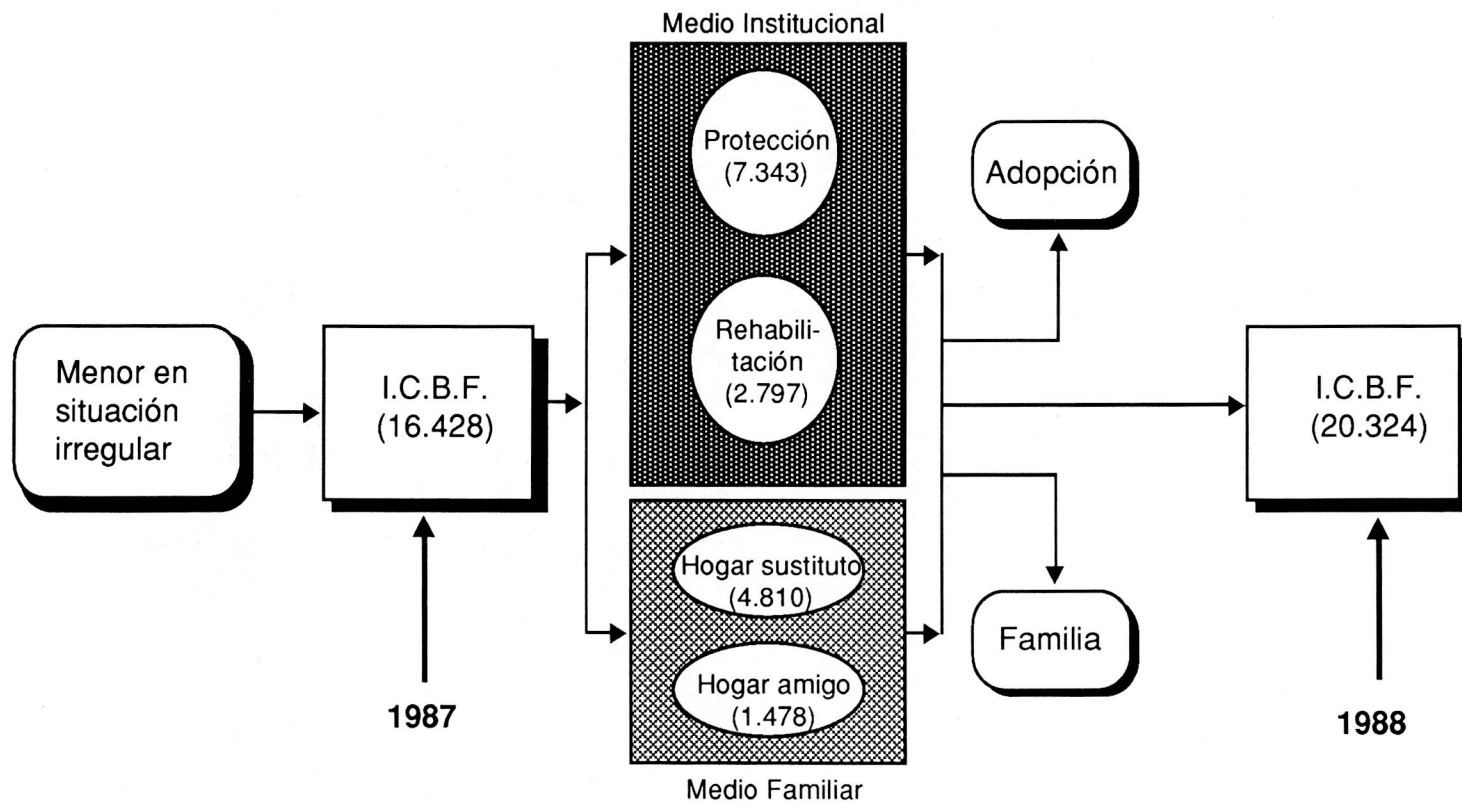 Medio Institucional
Protección
(7.343)
Rehabili-
tación
(2.797)
Adopción
Menor en
situación
irregular
I.C.B.F.
(16.428)
I.C.B.F.
(20.324)
Hogar sustituto
(4.810)
Hogar amigo
(1.478)
Familia
1987
1988
Medio Familiar